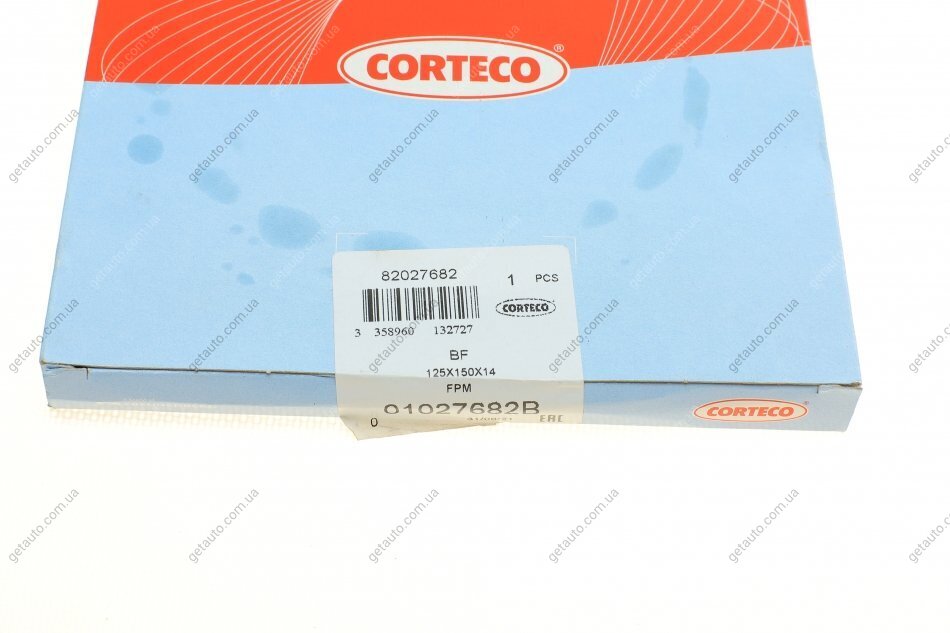 CORTECO®
82027682
1 PCS
CORTECO
3 358960 132727
BF
125X150X14
FPM
01027682B
0
EAC
CORTECO
getauto.com.ua